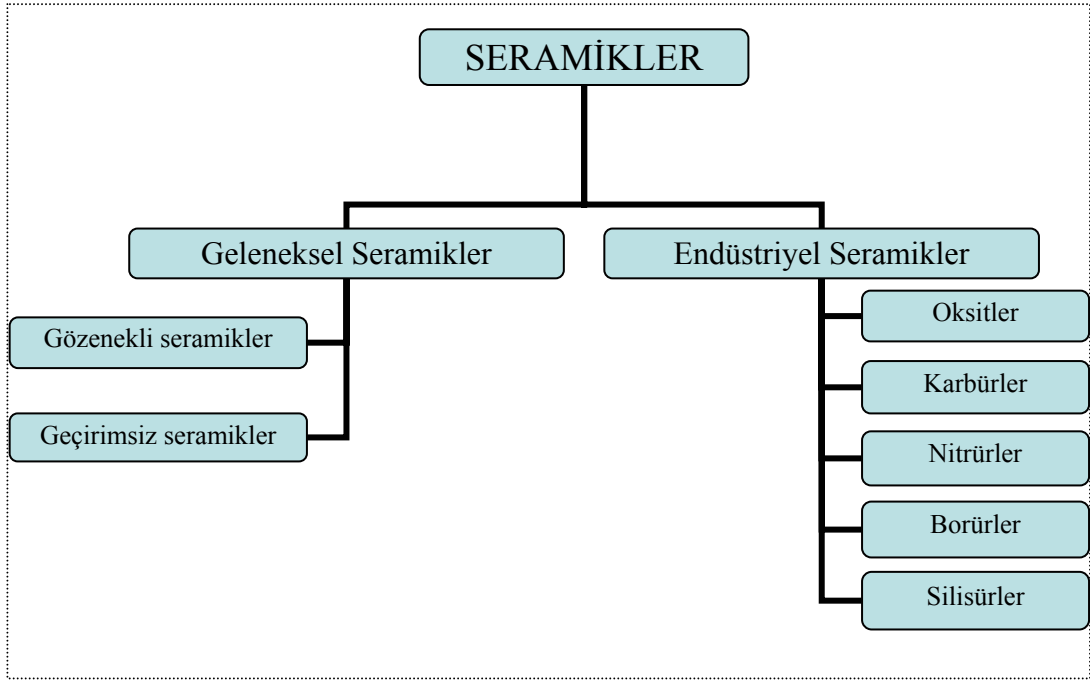 SERAMİKLER
Geleneksel Seramikler
Gözenekli seramikler
Geçirimsiz seramikler
Endüstriyel Seramikler
Oksitler
Karbürler
Nitrürler
Borürler
Silisürler